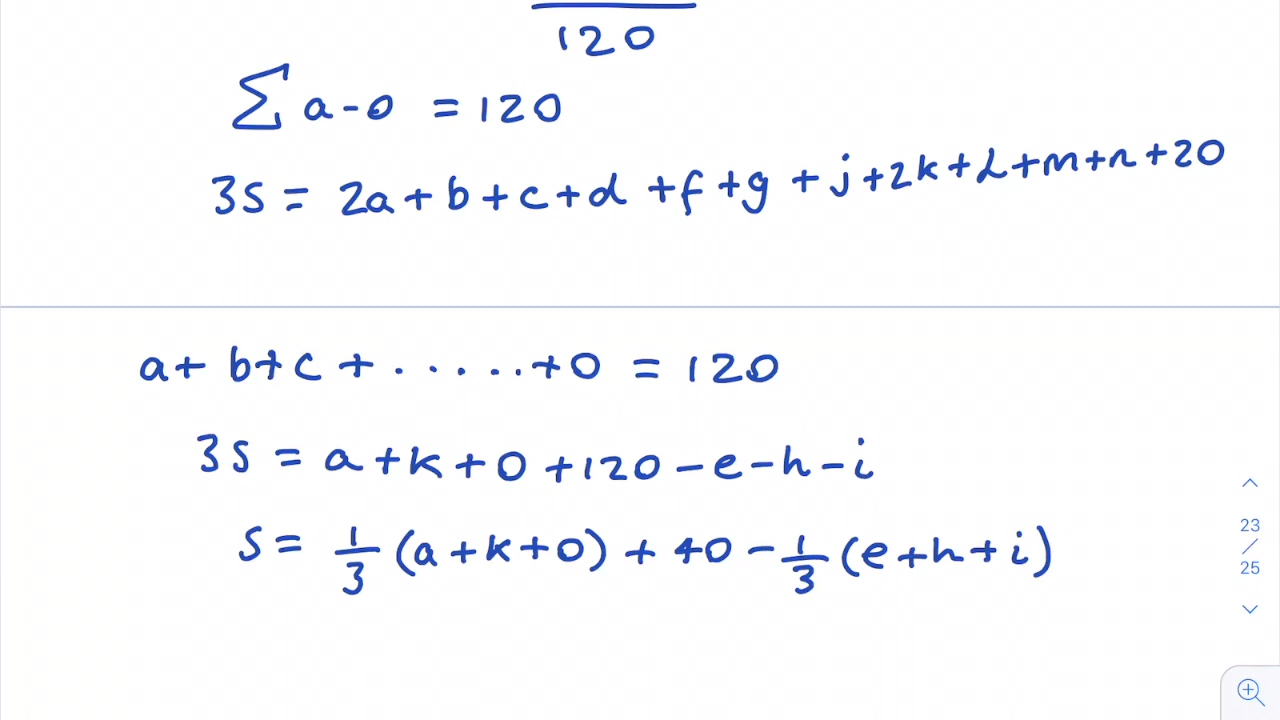 120
∑ a-o = 120
3S = 2a+b+c+d+f+g+j+2k+L+m+n+2o
a+b+c+.....+o = 120
3S = a+k+o+120-e-h-i
S = 1/3 (a+k+o) + 40 - 1/3 (e+h+i)
23
/
25